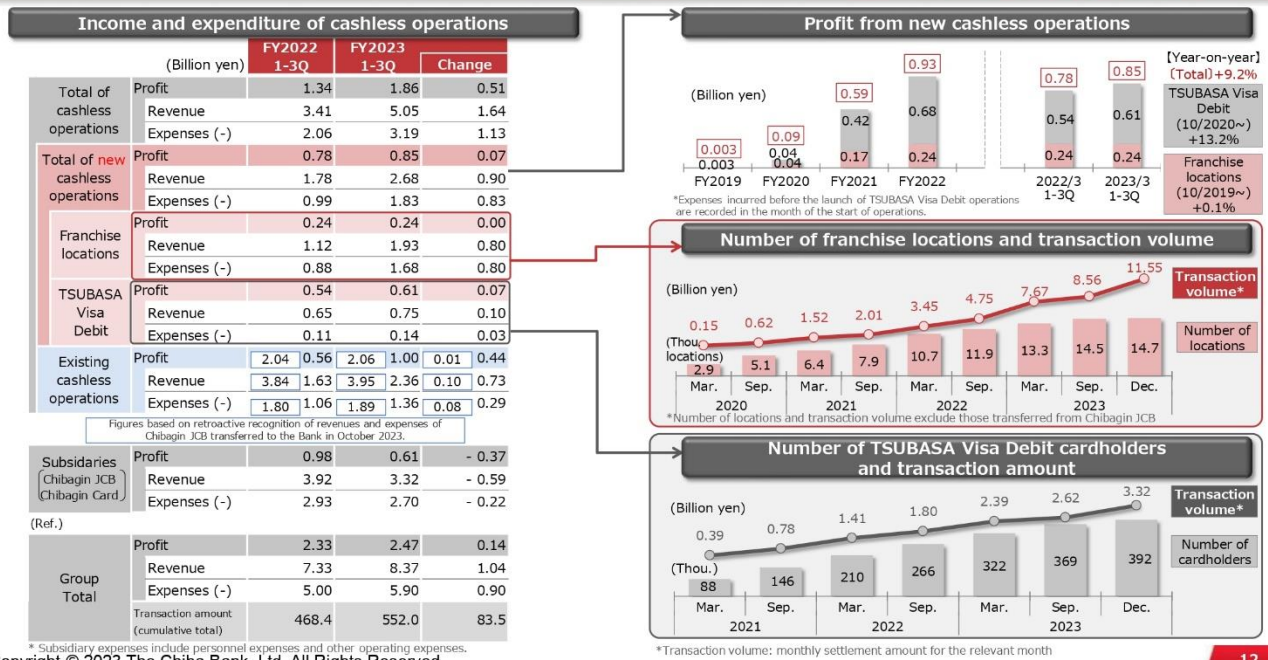 Income and expenditure of cashless operations
(Billion yen) FY2022 1-3Q FY2023 1-3Q Change
Total of cashless operations
Profit 1.34 1.86 0.51
Revenue 3.41 5.05 1.64
Expenses (-) 2.06 3.19 1.13
Total of new cashless operations
Profit 0.78 0.85 0.07
Revenue 1.78 2.68 0.90
Expenses (-) 0.99 1.83 0.83
Franchise locations
Profit 0.24 0.24 0.00
Revenue 1.12 1.93 0.80
Expenses (-) 0.88 1.68 0.80
TSUBASA Visa Debit
Profit 0.54 0.61 0.07
Revenue 0.65 0.75 0.10
Expenses (-) 0.11 0.14 0.03
Existing cashless operations
Profit 2.04 0.56 2.06 1.00 0.01 0.44
Revenue 3.84 1.63 3.95 2.36 0.10 0.73
Expenses (-) 1.80 1.06 1.89 1.36 0.08 0.29
Figures based on retroactive recognition of revenues and expenses of
Chibagin JCB transferred to the Bank in October 2023.
Subsidaries
(Chibagin JCB
Chibagin Card)
Profit 0.98 0.61 - 0.37
Revenue 3.92 3.32 - 0.59
Expenses (-) 2.93 2.70 - 0.22
(Ref.)
Group Total
Profit 2.33 2.47 0.14
Revenue 7.33 8.37 1.04
Expenses (-) 5.00 5.90 0.90
Transaction amount (cumulative total) 468.4 552.0 83.5
* Subsidiary expenses include personnel expenses and other operating expenses.
Copyright © 2023 The Chiba Bank, Ltd. All Rights Reserved
Profit from new cashless operations
(Billion yen)
0.003 0.09 0.59 0.93 0.78 0.85
0.003 0.04 0.42 0.68 0.54 0.61
0.04 0.17 0.24 0.24 0.24
FY2019 FY2020 FY2021 FY2022 2022/3 1-3Q 2023/3 1-3Q
*Expenses incurred before the launch of TSUBASA Visa Debit operations
are recorded in the month of the start of operations.
【Year-on-year】
(Total)+9.2%
TSUBASA Visa
Debit
(10/2020~)
+13.2%
Franchise
locations
(10/2019~)
+0.1%
Number of franchise locations and transaction volume
(Billion yen)
0.15 0.62 1.52 2.01 3.45 4.75 7.67 8.56 11.55
Transaction volume*
(Thou. locations)
2.9 5.1 6.4 7.9 10.7 11.9 13.3 14.5 14.7
Number of locations
Mar. Sep. Mar. Sep. Mar. Sep. Mar. Sep. Dec.
2020 2021 2022 2023
*Number of locations and transaction volume exclude those transferred from Chibagin JCB
Number of TSUBASA Visa Debit cardholders
and transaction amount
(Billion yen)
0.39 0.78 1.41 1.80 2.39 2.62 3.32
Transaction volume*
(Thou.)
88 146 210 266 322 369 392
Number of cardholders
Mar. Sep. Mar. Sep. Mar. Sep. Dec.
2021 2022 2023
*Transaction volume: monthly settlement amount for the relevant month
12